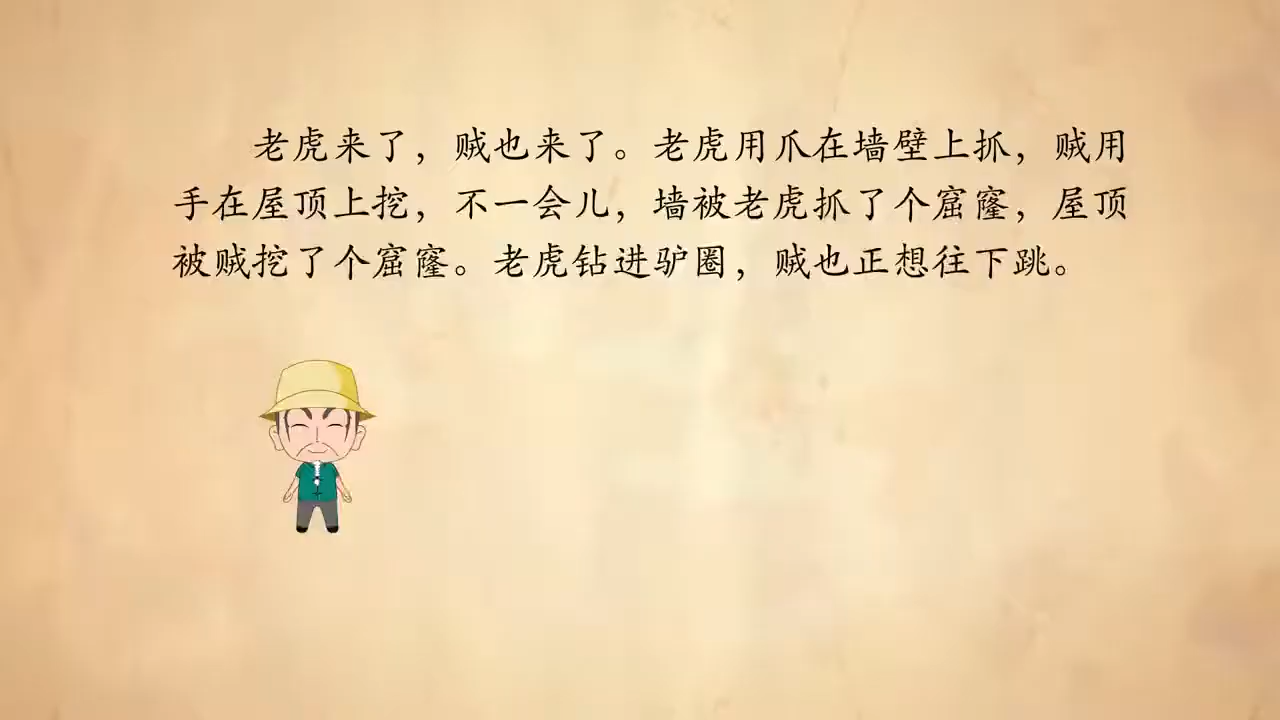 老虎来了，贼也来了。老虎用爪在墙壁上抓，贼用
手在屋顶上挖，不一会儿，墙被老虎抓了个窟窿，屋顶
被贼挖了个窟窿。老虎钻进驴圈，贼也正想往下跳。